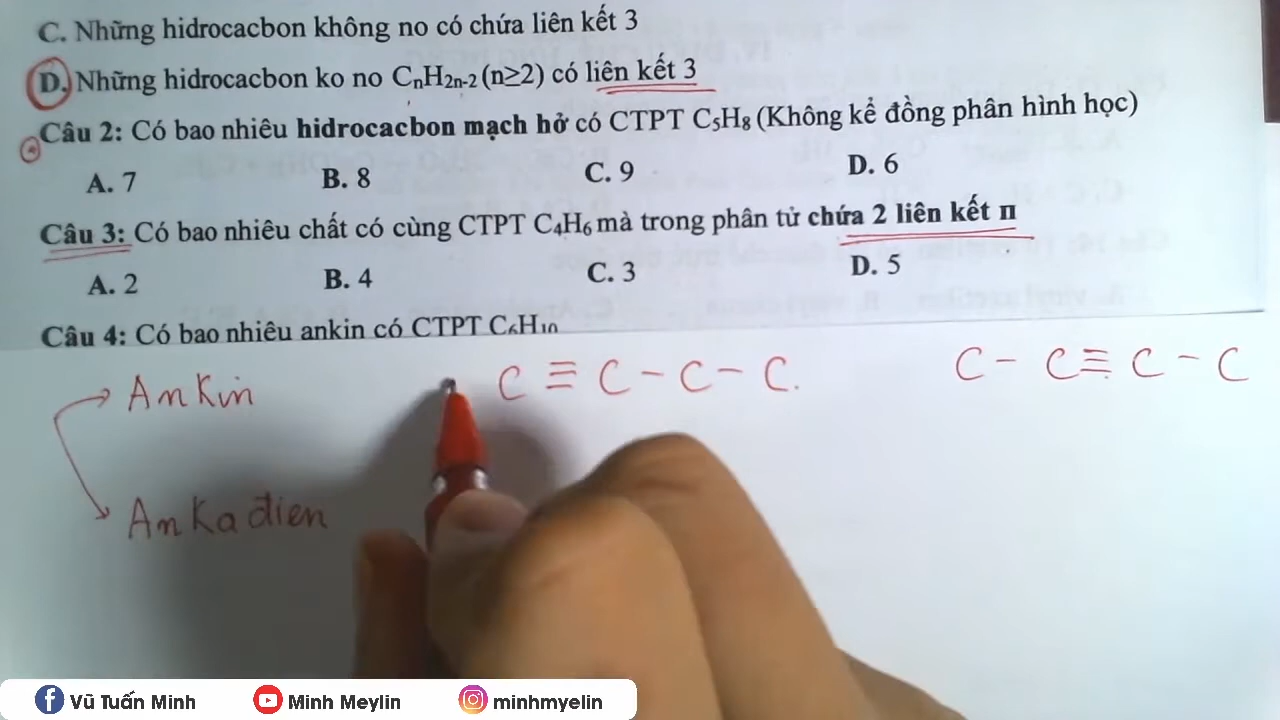 C. Những hidrocacbon không no có chứa liên kết 3
D. Những hidrocacbon ko no CnH2n-2 (n≥2) có liên kết 3
Câu 2: Có bao nhiêu hidrocacbon mạch hở có CTPT C5H8 (Không kể đồng phân hình học)
A. 7 B. 8 C. 9 D. 6
Câu 3: Có bao nhiêu chất có cùng CTPT C4H6 mà trong phân tử chứa 2 liên kết π
A. 2 B. 4 C. 3 D. 5
Câu 4: Có bao nhiêu ankin có CTPT C6H10
Ankin C ≡ C - C - C. C - C ≡ C - C
Ankađien
Vũ Tuấn Minh Minh Meylin minhmyelin